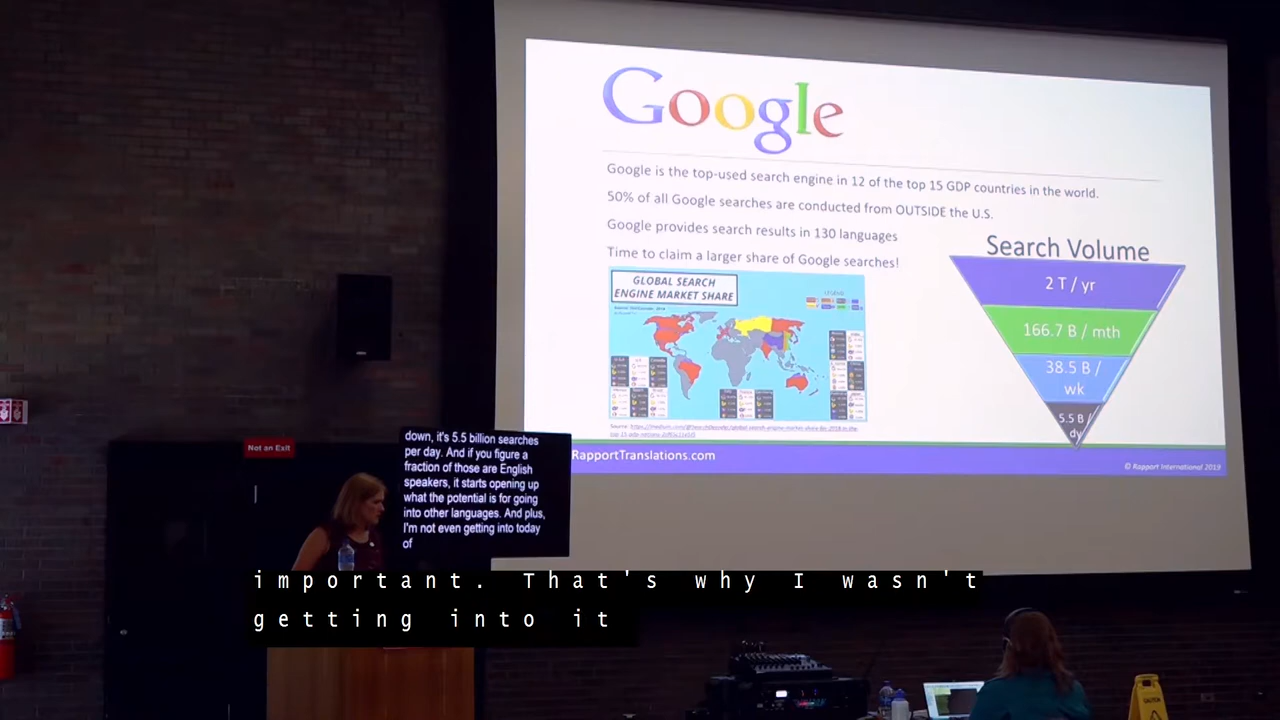 Google
Google is the top-used search engine in 12 of the top 15 GDP countries in the world.
50% of all Google searches are conducted from OUTSIDE the U.S.
Google provides search results in 130 languages
Time to claim a larger share of Google searches!
Search Volume
2 T / yr
166.7 B / mth
38.5 B /
wk
5.5 B /
dy
GLOBAL SEARCH
ENGINE MARKET SHARE
LEGEND
RapportTranslations.com
© Rapport International 2019
Not an Exit
down, it's 5.5 billion searches
per day. And if you figure a
fraction of those are English
speakers, it starts opening up
what the potential is for going
into other languages. And plus,
I'm not even getting into today
of
important. That's why I wasn't
getting into it